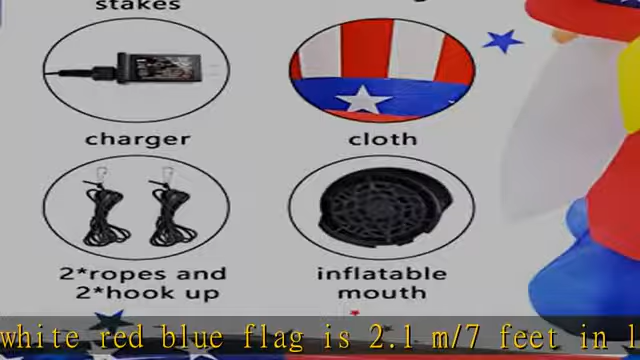 stakes
charger
cloth
2*ropes and
2*hook up
inflatable
mouth
white red blue flag is 2.1 m/7 feet in